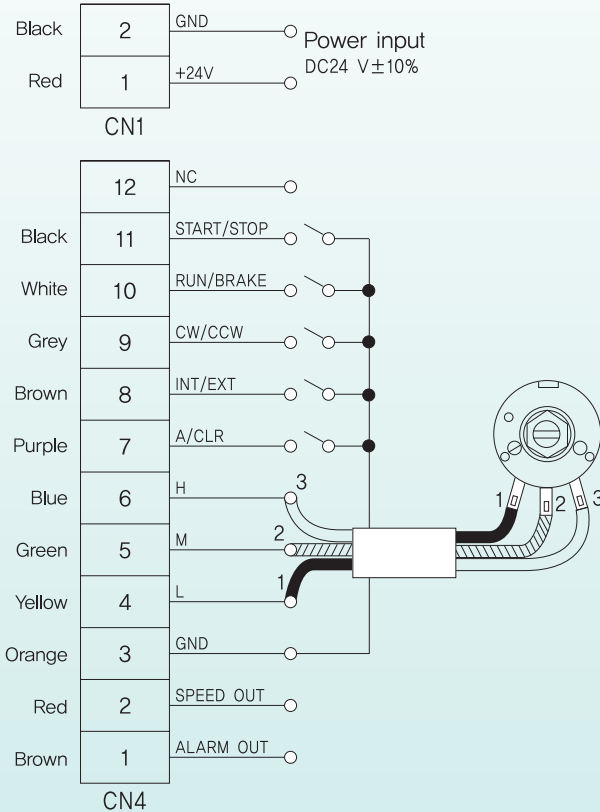 Black 2 GND
Power input
Red 1 +24V
DC24 V±10%
CN1
12 NC
Black 11 START/STOP
White 10 RUN/BRAKE
Grey 9 CW/CCW
Brown 8 INT/EXT
Purple 7 A/CLR
Blue 6 H 3
1 2 3
Green 5 M 2
Yellow 4 L 1
Orange 3 GND
Red 2 SPEED OUT
Brown 1 ALARM OUT
CN4